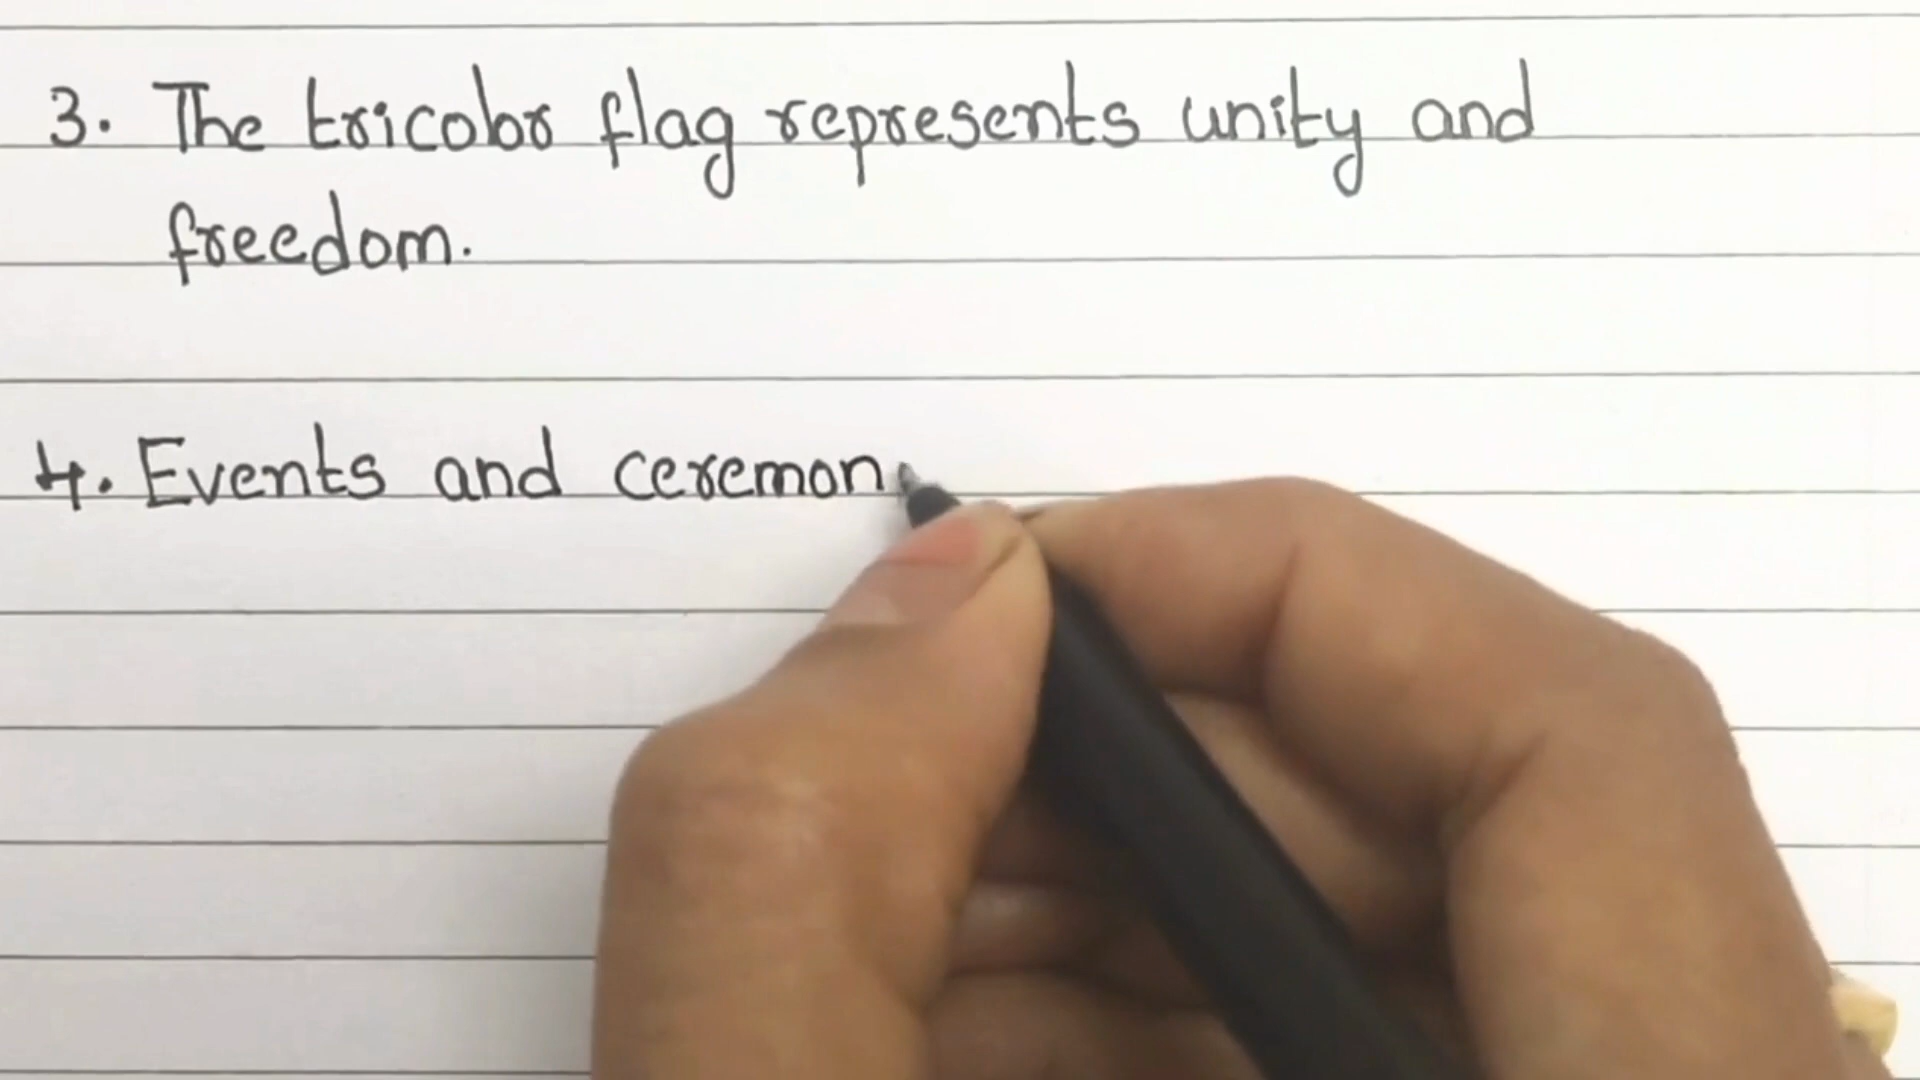 3. The tricolor flag represents unity and
freedom.
4. Events and ceremon